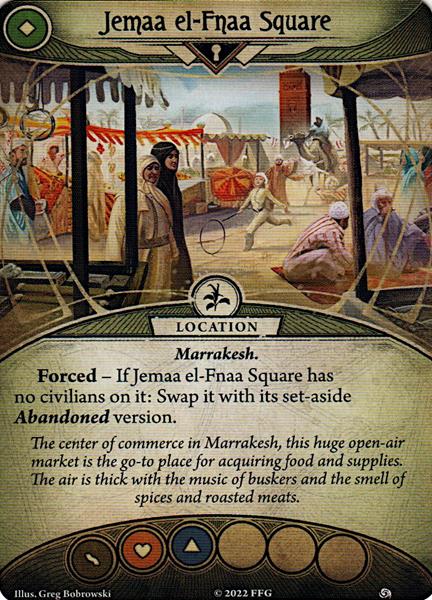 Jemaa el-Fnaa Square
LOCATION
Marrakesh.
Forced – If Jemaa el-Fnaa Square has
no civilians on it: Swap it with its set-aside
Abandoned version.
The center of commerce in Marrakesh, this huge open-air
market is the go-to place for acquiring food and supplies.
The air is thick with the music of buskers and the smell of
spices and roasted meats.
Illus. Greg Bobrowski
© 2022 FFG